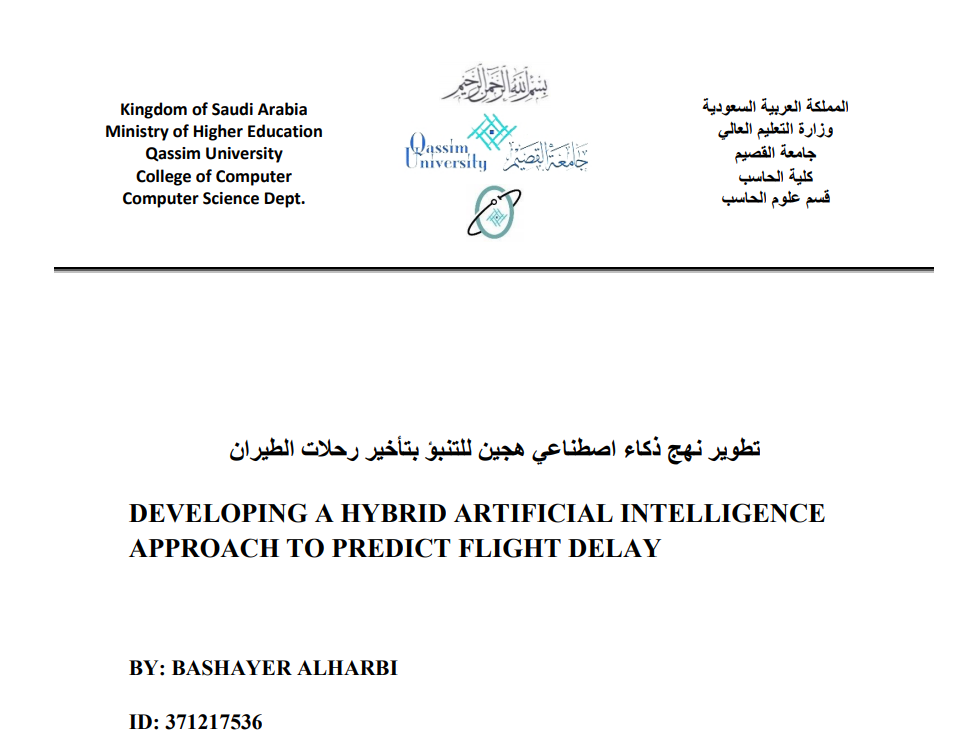 بسم الله الرحمن الرحيم
Kingdom of Saudi Arabia
Ministry of Higher Education
Qassim University
College of Computer
Computer Science Dept.
Qassim
University
جامعة القصيم
المملكة العربية السعودية
وزارة التعليم العالي
جامعة القصيم
كلية الحاسب
قسم علوم الحاسب
تطوير نهج ذكاء اصطناعي هجين للتنبؤ بتأخير رحلات الطيران
DEVELOPING A HYBRID ARTIFICIAL INTELLIGENCE
APPROACH TO PREDICT FLIGHT DELAY
BY: BASHAYER ALHARBI
ID: 371217536